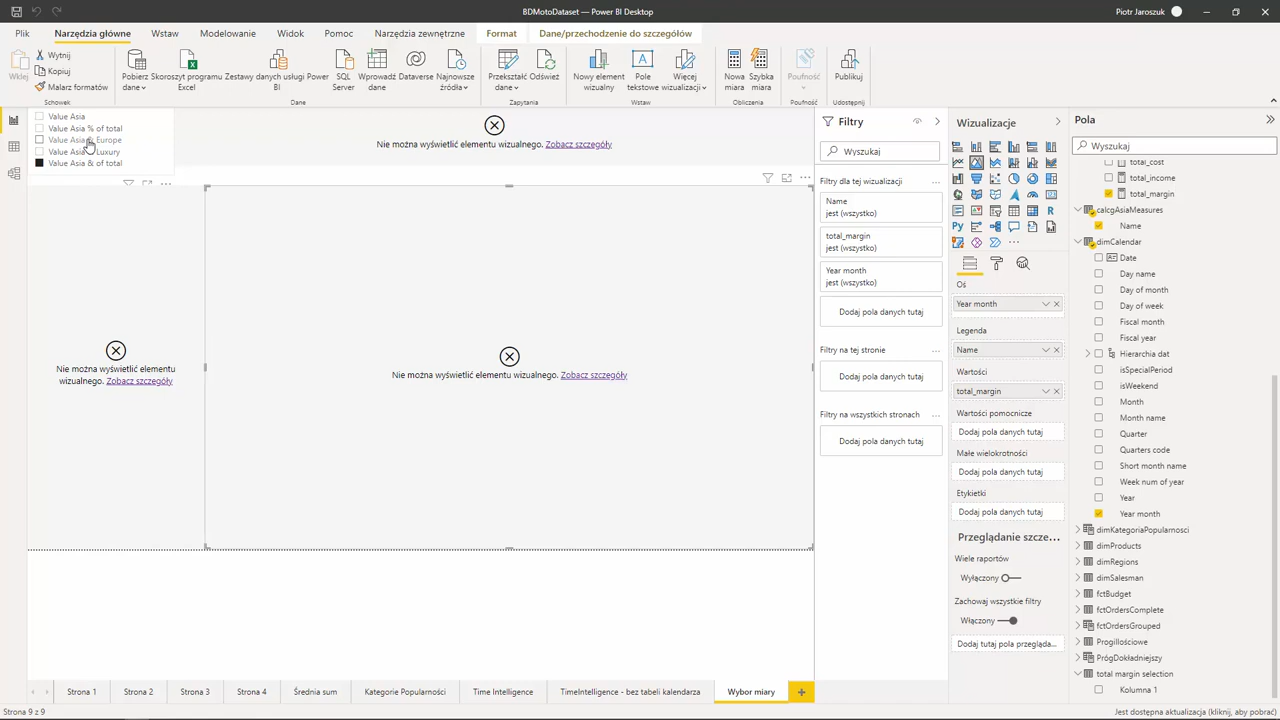 BDMotoDataset — Power BI Desktop
Piotr Jaroszuk
Plik
Narzędzia główne
Wstaw
Modelowanie
Widok
Pomoc
Narzędzia zewnętrzne
Format
Dane/przechodzenie do szczegółów
Wklej
Wytnij
Kopiuj
Malarz formatów
Schowek
Pobierz dane
Skoroszyt programu Excel
Zestawy danych usługi Power BI
SQL Server
Wprowadź dane
Dataverse
Najnowsze źródła
Dane
Przekształć dane
Odśwież
Zapytania
Nowy element wizualny
Pole tekstowe
Więcej wizualizacji
Wstaw
Nowa miara
Szybka miara
Obliczenia
Poufność
Poufność
Publikuj
Udostępnij
Value Asia
Value Asia % of total
Value Asia & Europe
Value Asia Luxury
Value Asia & of total
Nie można wyświetlić elementu wizualnego. Zobacz szczegóły
Nie można wyświetlić elementu
wizualnego. Zobacz szczegóły
Nie można wyświetlić elementu wizualnego. Zobacz szczegóły
Filtry
Wyszukaj
Filtry dla tej wizualizacji
Name
jest (wszystko)
total_margin
jest (wszystko)
Year month
jest (wszystko)
Dodaj pola danych tutaj
Filtry na tej stronie
Dodaj pola danych tutaj
Filtry na wszystkich stronach
Dodaj pola danych tutaj
Wizualizacje
Oś
Year month
Legenda
Name
Wartości
total_margin
Wartości pomocnicze
Dodaj pola danych tutaj
Małe wielokrotności
Dodaj pola danych tutaj
Etykietki
Dodaj pola danych tutaj
Przeglądanie szcze...
Wiele raportów
Wyłączony
Zachowaj wszystkie filtry
Włączony
Dodaj tutaj pola przegląda...
Pola
Wyszukaj
total_cost
total_income
total_margin
calcgAsiaMeasures
Name
dimCalendar
Date
Day name
Day of month
Day of week
Fiscal month
Fiscal year
Hierarchia dat
isSpecialPeriod
isWeekend
Month
Month name
Quarter
Quarters code
Short month name
Week num of year
Year
Year month
dimKategoriaPopularnosci
dimProducts
dimRegions
dimSalesman
fctBudget
fctOrdersComplete
fctOrdersGrouped
ProgiIlościowe
PrógDokładniejszy
total margin selection
Kolumna 1
Strona 1
Strona 2
Strona 3
Strona 4
Średnia sum
Kategorie Popularności
Time Intelligence
TimeIntelligence - bez tabeli kalendarza
Wybor miary
Strona 9 z 9
Jest dostępna aktualizacja (kliknij, aby pobrać)